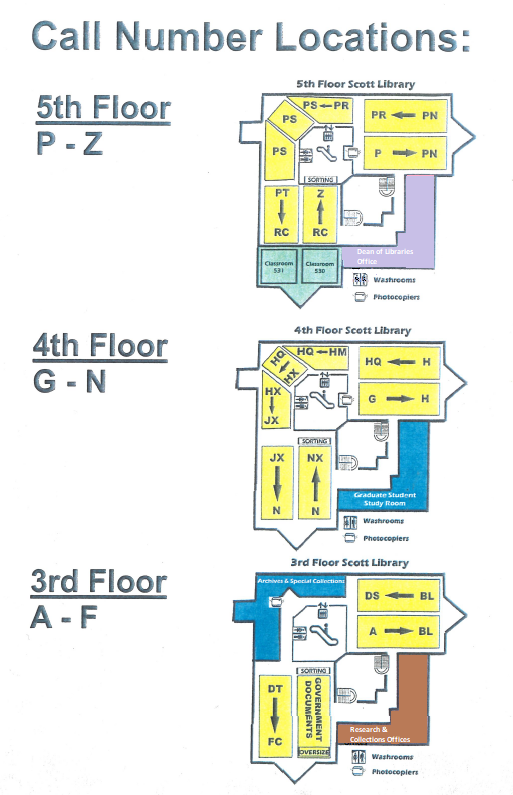 Call Number Locations:
5th Floor
P - Z
5th Floor Scott Library
PS PR
PR PN
PS
P PN
PS
SORTING
PT
RC
Z
RC
Classroom
531
Classroom
530
Dean of Libraries
Office
Washrooms
Photocopiers
4th Floor
G - N
4th Floor Scott Library
HQ HM
HQ H
HQ
HX
G H
HX
JX
SORTING
JX
N
NX
N
Graduate Student
Study Room
Washrooms
Photocopiers
3rd Floor
A - F
3rd Floor Scott Library
Archives & Special Collections
DS BL
A BL
SORTING
DT
FC
GOVERNMENT
DOCUMENTS
OVERSIZE
Research &
Collections Offices
Washrooms
Photocopiers